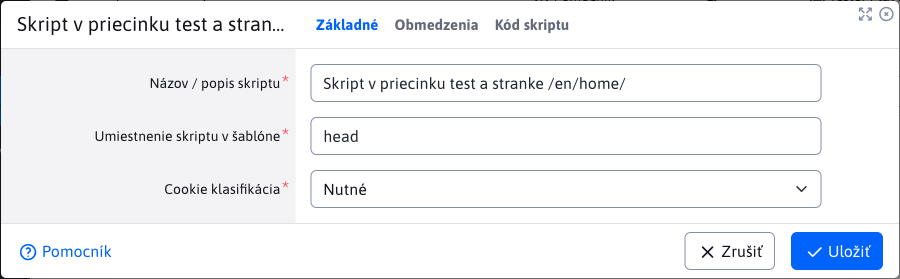 Skript v priecinku test a stran... Základné Obmedzenia Kód skriptu
Názov / popis skriptu* Skript v priecinku test a stranke /en/home/
Umiestnenie skriptu v šablóne* head
Cookie klasifikácia* Nutné
Pomocník Zrušiť Uložiť